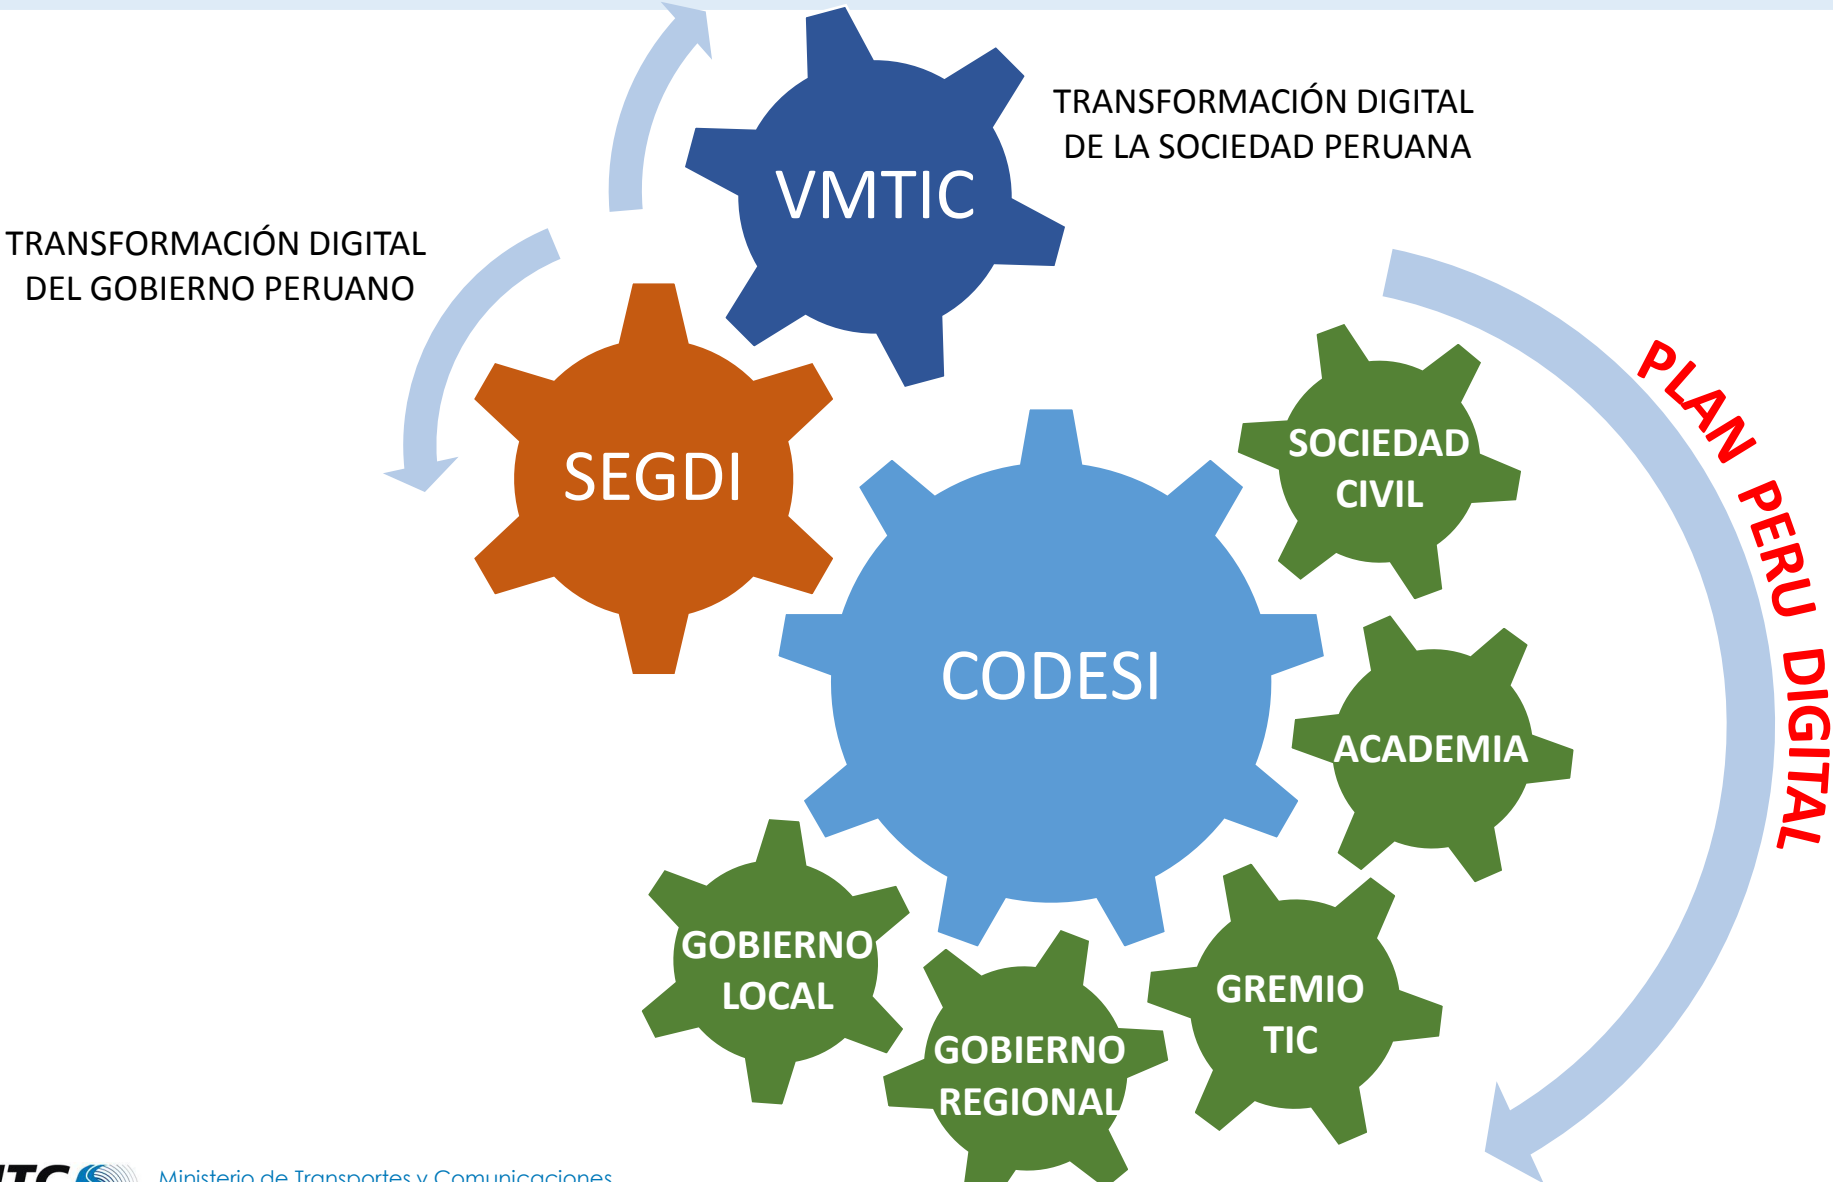 TRANSFORMACIÓN DIGITAL
DE LA SOCIEDAD PERUANA
VMTIC
TRANSFORMACIÓN DIGITAL
DEL GOBIERNO PERUANO
SEGDI
PLAN PERU DIGITAL
SOCIEDAD
CIVIL
CODESI
ACADEMIA
GOBIERNO
LOCAL
GREMIO
TIC
GOBIERNO
REGIONAL
Ministerio de Transportes y Comunicaciones